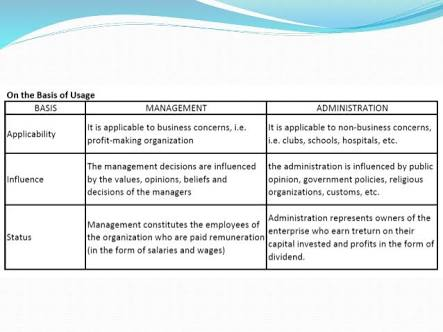 On the Basis of Usage
BASIS MANAGEMENT ADMINISTRATION
Applicability
It is applicable to business concerns, i.e.
profit-making organization
It is applicable to non-business concerns,
i.e. clubs, schools, hospitals, etc.
Influence
The management decisions are influenced
by the values, opinions, beliefs and
decisions of the managers
the administration is influenced by public
opinion, government policies, religious
organizations, customs, etc.
Status
Management constitutes the employees of
the organization who are paid remuneration
(in the form of salaries and wages)
Administration represents owners of the
enterprise who earn treturn on their
capital invested and profits in the form of
dividend.